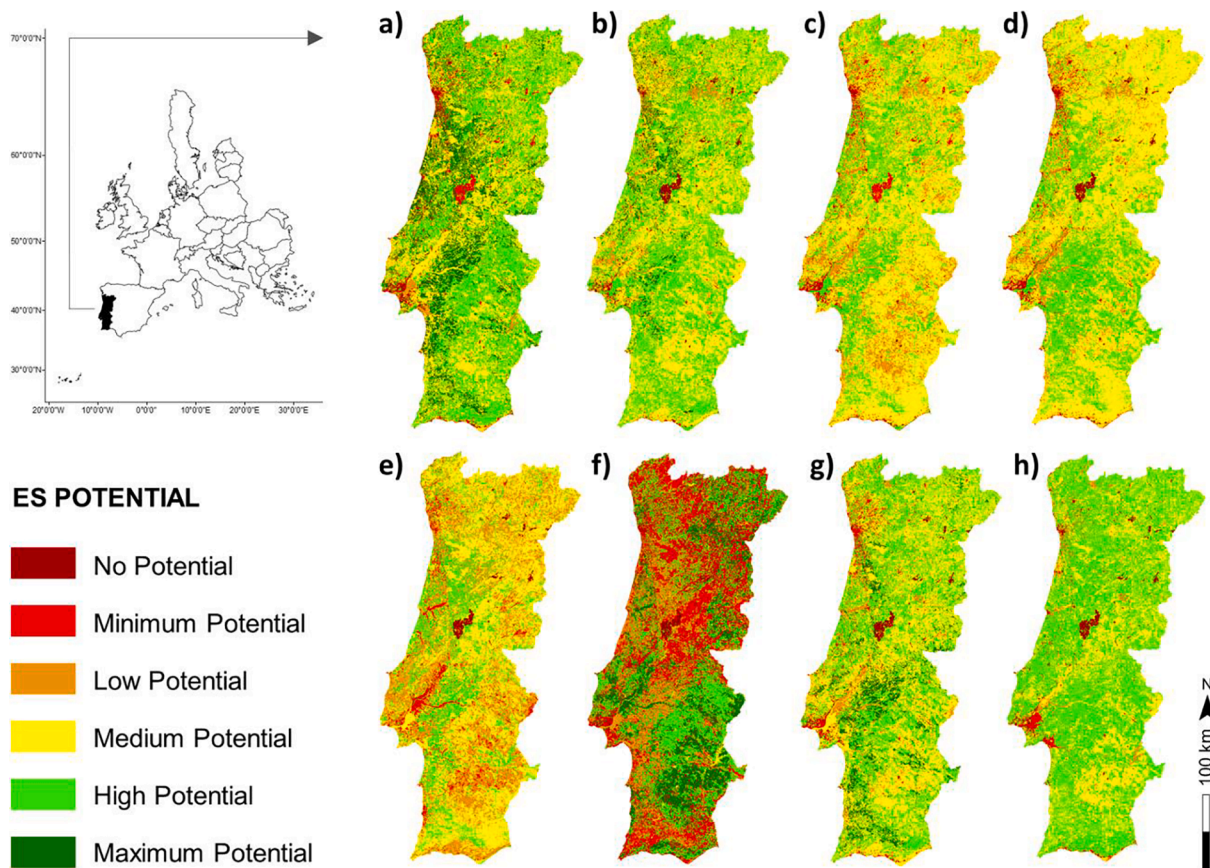 a)
b)
c)
d)
70°0'0"N
60°0'0"N
50°0'0"N
40°0'0"N
30°0'0"N
20°0'0"W 10°0'0"W 0°0'0"E 10°0'0"E 20°0'0"E 30°0'0"E
e)
f)
g)
h)
ES POTENTIAL
No Potential
Minimum Potential
Low Potential
Medium Potential
High Potential
Maximum Potential
N
100 km